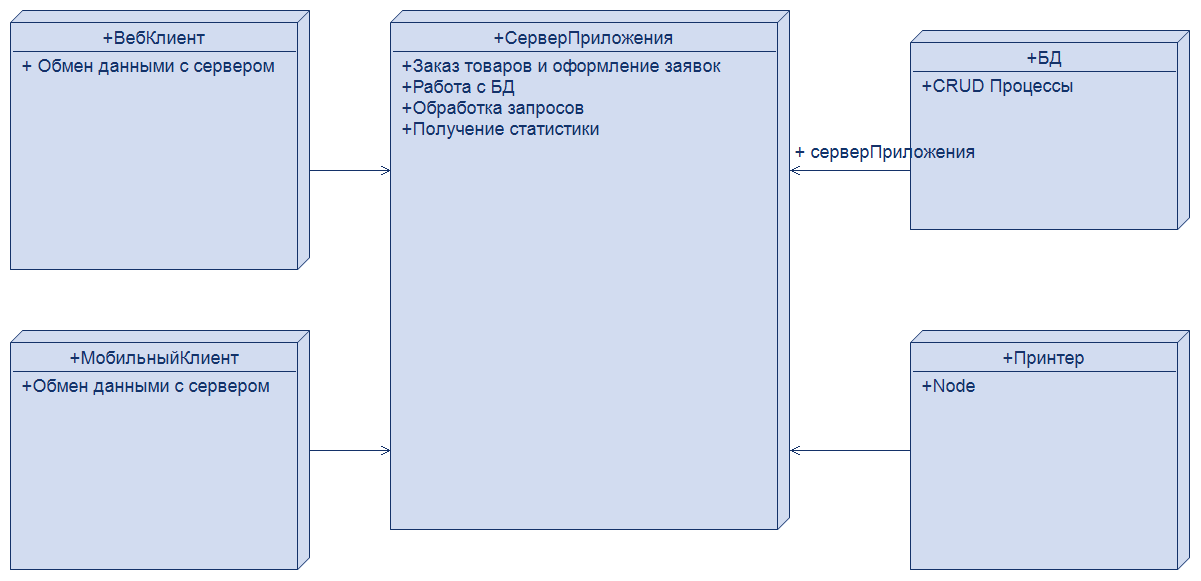 +ВебКлиент
+ Обмен данными с сервером
+СерверПриложения
+Заказ товаров и оформление заявок
+Работа с БД
+Обработка запросов
+Получение статистики
+БД
+CRUD Процессы
+ серверПриложения
+МобильныйКлиент
+Обмен данными с сервером
+Принтер
+Node